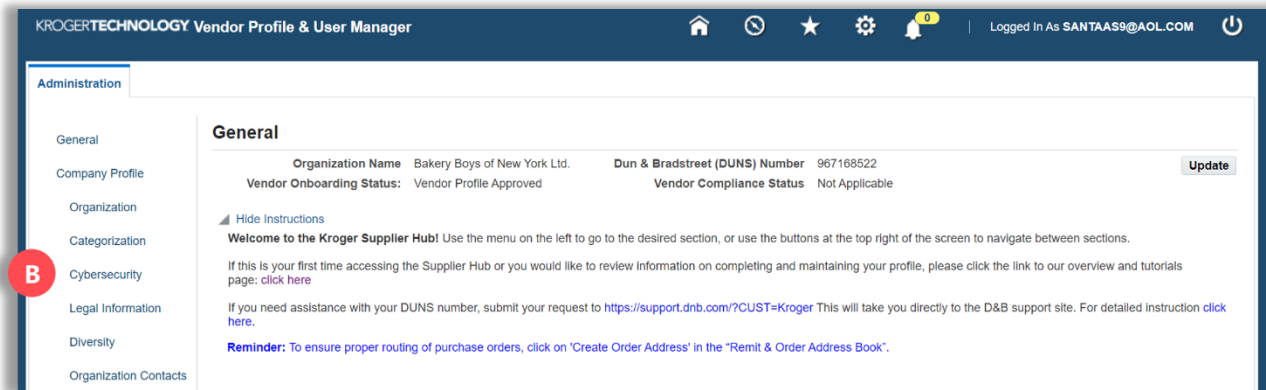 KROGERTECHNOLOGY. Vendor Profile & User Manager
0
Logged In As SANTAAS9@AOL.COM
Administration
General
Company Profile
Organization
Categorization
B
Cybersecurity
Legal Information
Diversity
Organization Contacts
General
Organization Name Bakery Boys of New York Ltd. Dun & Bradstreet (DUNS) Number 967168522
Update
Vendor Onboarding Status: Vendor Profile Approved Vendor Compliance Status Not Applicable
Hide Instructions
Welcome to the Kroger Supplier Hub! Use the menu on the left to go to the desired section, or use the buttons at the top right of the screen to navigate between sections.
If this is your first time accessing the Supplier Hub or you would like to review information on completing and maintaining your profile, please click the link to our overview and tutorials
page: click here
If you need assistance with your DUNS number, submit your request to https://support.dnb.com/?CUST=Kroger This will take you directly to the D&B support site. For detailed instruction click
here.
Reminder: To ensure proper routing of purchase orders, click on 'Create Order Address' in the “Remit & Order Address Book”.